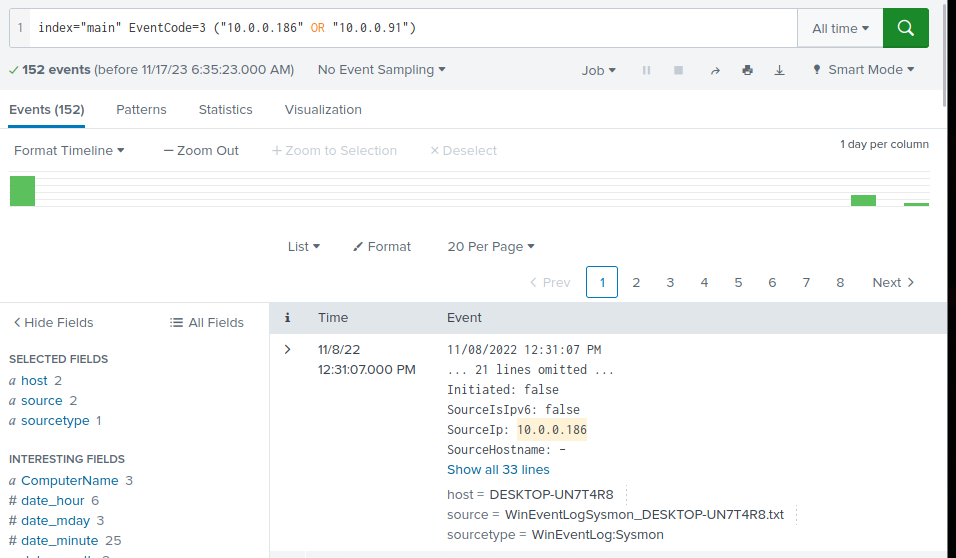 1 index="main" EventCode=3 ("10.0.0.186" OR "10.0.0.91")
All time
152 events (before 11/17/23 6:35:23.000 AM) No Event Sampling Job Smart Mode
Events (152) Patterns Statistics Visualization
Format Timeline — Zoom Out + Zoom to Selection × Deselect 1 day per column
List Format 20 Per Page
< Prev 1 2 3 4 5 6 7 8 Next >
< Hide Fields All Fields
SELECTED FIELDS
a host 2
a source 2
a sourcetype 1
INTERESTING FIELDS
a ComputerName 3
# date_hour 6
# date_mday 3
# date_minute 25
i Time Event
> 11/8/22
12:31:07.000 PM
11/08/2022 12:31:07 PM
... 21 lines omitted ...
Initiated: false
SourceIsIpv6: false
SourceIp: 10.0.0.186
SourceHostname: -
Show all 33 lines
host = DESKTOP-UN7T4R8
source = WinEventLogSysmon_DESKTOP-UN7T4R8.txt
sourcetype = WinEventLog:Sysmon